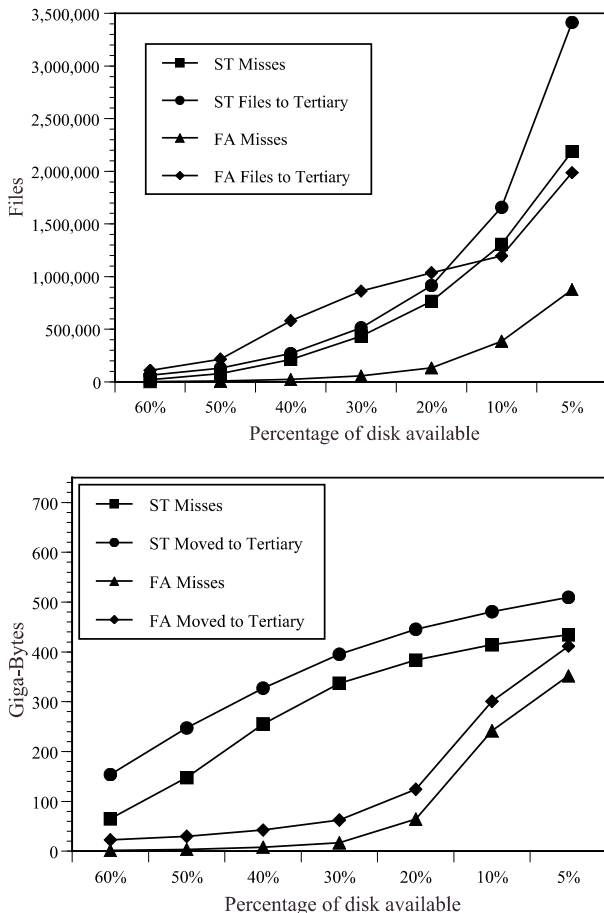 3,500,000
3,000,000
2,500,000
2,000,000
1,500,000
1,000,000
500,000
0
Files
ST Misses
ST Files to Tertiary
FA Misses
FA Files to Tertiary
60% 50% 40% 30% 20% 10% 5%
Percentage of disk available
700
600
500
400
300
200
100
0
Giga-Bytes
ST Misses
ST Moved to Tertiary
FA Misses
FA Moved to Tertiary
60% 50% 40% 30% 20% 10% 5%
Percentage of disk available